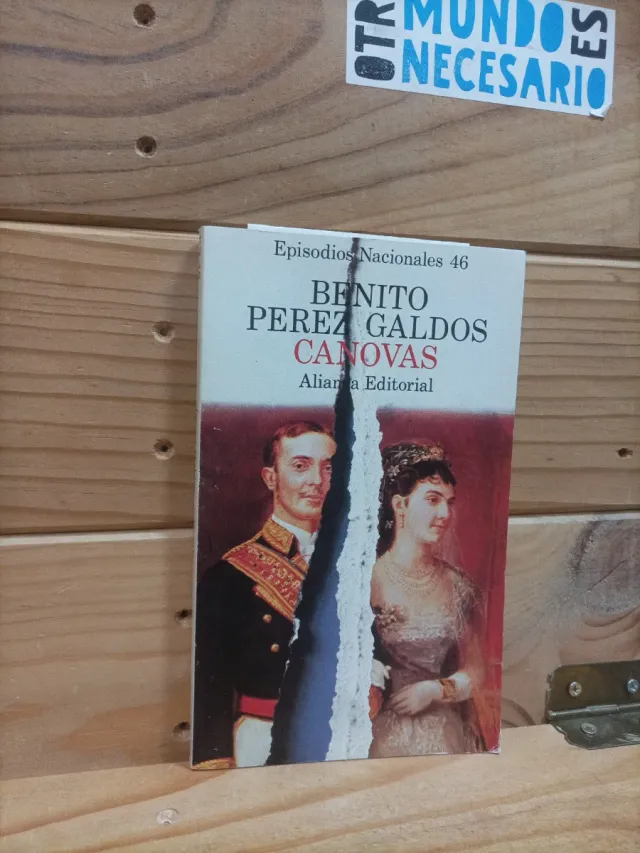 OTRO
MUNDO
ES
NECESARIO
Episodios Nacionales 46
BENITO
PEREZ GALDOS
CANOVAS
Alianza Editorial